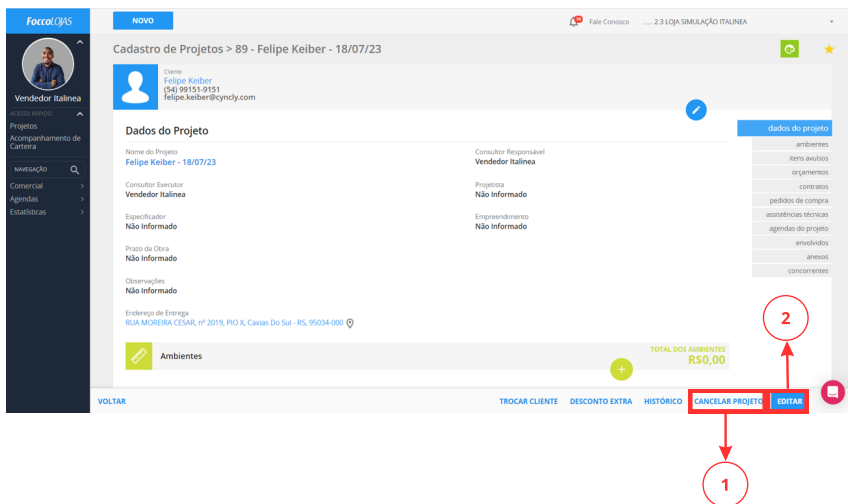 FoccoLOJAS
NOVO
Fale Conosco
..... 2.3 LOJA SIMULAÇÃO ITALINEA
Cadastro de Projetos > 89 - Felipe Keiber - 18/07/23
Vendedor Italinea
ACESSO RAPIDO
Projetos
Acompanhamento de
Carteira
NAVEGAÇÃO
Comercial
Agendas
Estatísticas
Cliente
Felipe Keiber
(54) 99151-9151
felipe.keiber@cyncly.com
Dados do Projeto
Nome do Projeto
Felipe Keiber - 18/07/23
Consultor Responsável
Vendedor Italinea
Consultor Executor
Vendedor Italinea
Projetista
Não Informado
Especificador
Não Informado
Empreendimento
Não Informado
Prazo da Obra
Não Informado
Observações
Não Informado
Endereço de Entrega
RUA MOREIRA CESAR, nº 2019, PIO X, Caxias Do Sul - RS, 95034-000
dados do projeto
ambientes
itens avulsos
orçamentos
contratos
pedidos de compra
assistências técnicas
agendas do projeto
envolvidos
anexos
concorrentes
Ambientes
TOTAL DOS AMBIENTES
R$0,00
+
2
VOLTAR
TROCAR CLIENTE
DESCONTO EXTRA
HISTÓRICO
CANCELAR PROJETO
EDITAR
1